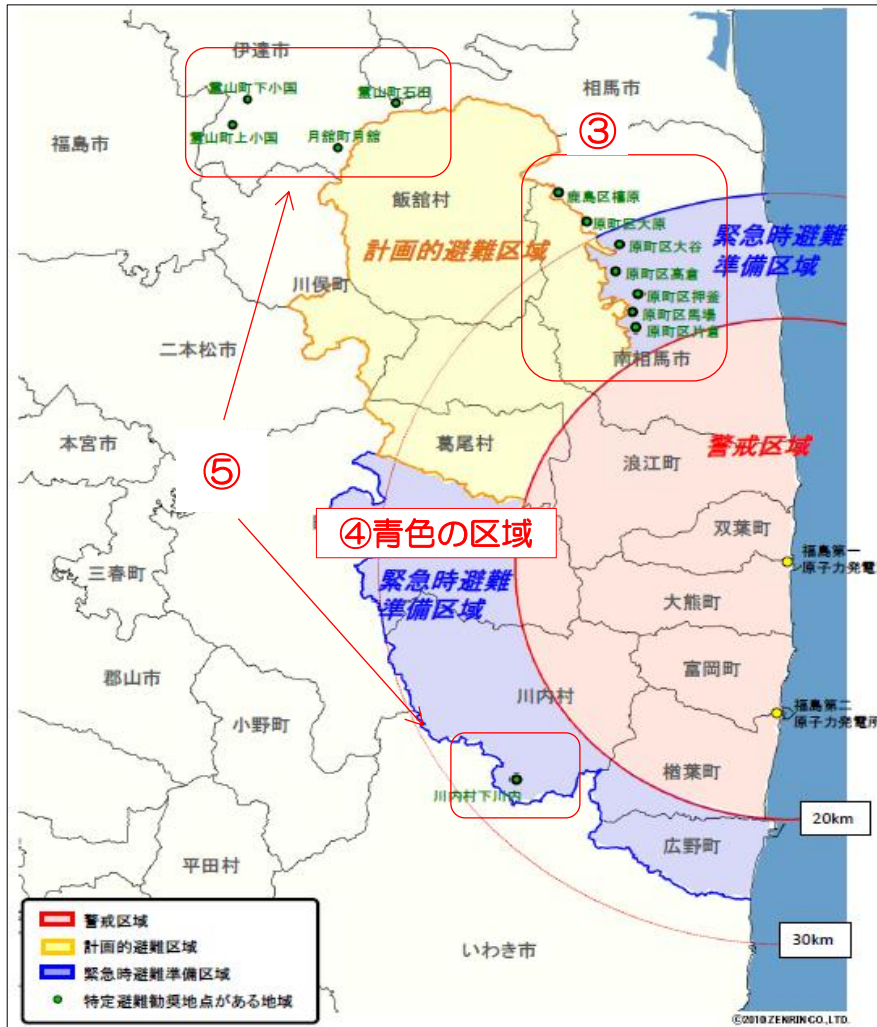 伊達市
霊山町下小国
霊山町石田
相馬市
霊山町上小国
月舘町月舘
福島市
③
飯舘村
鹿島区橲原
原町区大原
計画的避難区域
原町区大谷
緊急時避難
準備区域
川俣町
原町区高倉
原町区押釜
原町区馬場
原町区片倉
二本松市
南相馬市
本宮市
葛尾村
警戒区域
⑤
浪江町
④青色の区域
双葉町
福島第一
原子力発電
三春町
緊急時避難
準備区域
大熊町
郡山市
富岡町
川内村
小野町
福島第二
原子力発電所
楢葉町
川内村下川内
20km
広野町
平田村
警戒区域
計画的避難区域
緊急時避難準備区域
特定避難勧奨地点がある地域
いわき市
30km
©2010 ZENRIN CO., LTD.